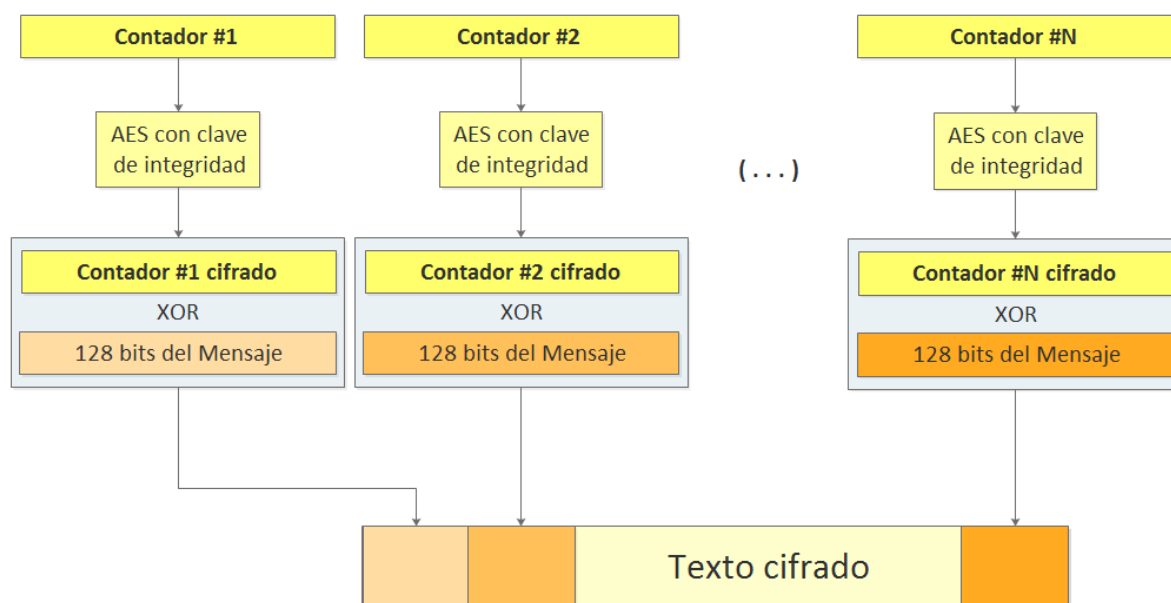 Contador #1
Contador #2
Contador #N
AES con clave
de integridad
AES con clave
de integridad
(...)
AES con clave
de integridad
Contador #1 cifrado
XOR
128 bits del Mensaje
Contador #2 cifrado
XOR
128 bits del Mensaje
Contador #N cifrado
XOR
128 bits del Mensaje
Texto cifrado